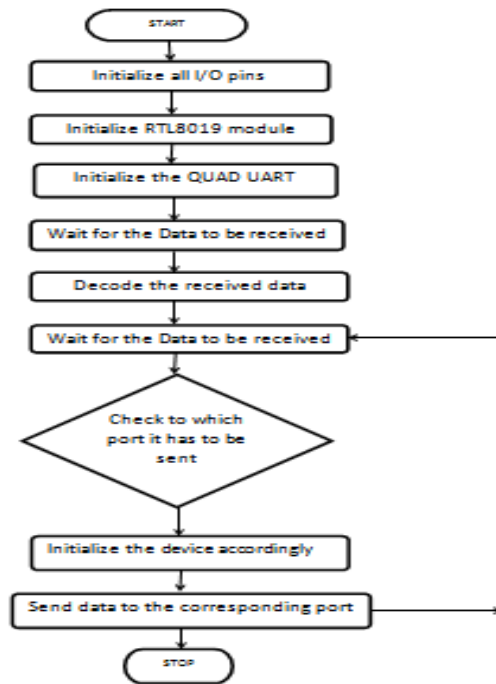 START
Initialize all I/O pins
Initialize RTL8019 module
Initialize the QUAD UART
Wait for the Data to be received
Decode the received data
Wait for the Data to be received
Check to which
port it has to be
sent
Initialize the device accordingly
Send data to the corresponding port
STOP